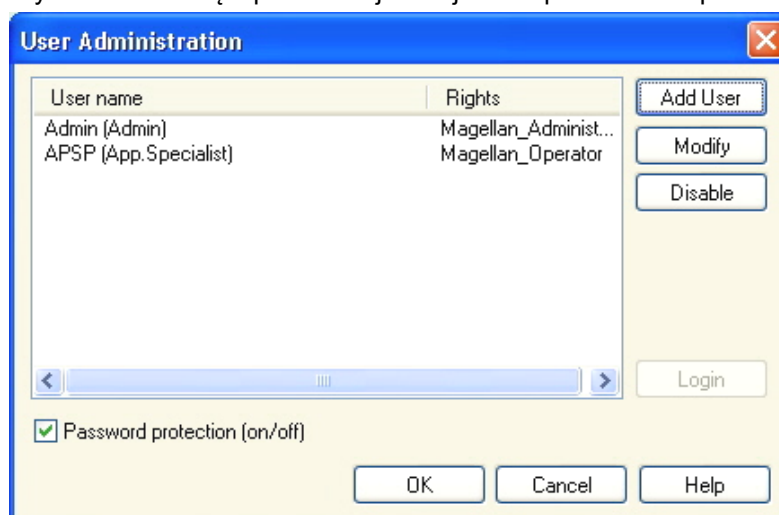 User Administration
User name Rights
Admin (Admin) Magellan_Administ...
APSP (App.Specialist) Magellan_Operator
Add User
Modify
Disable
Login
Password protection (on/off)
OK Cancel Help